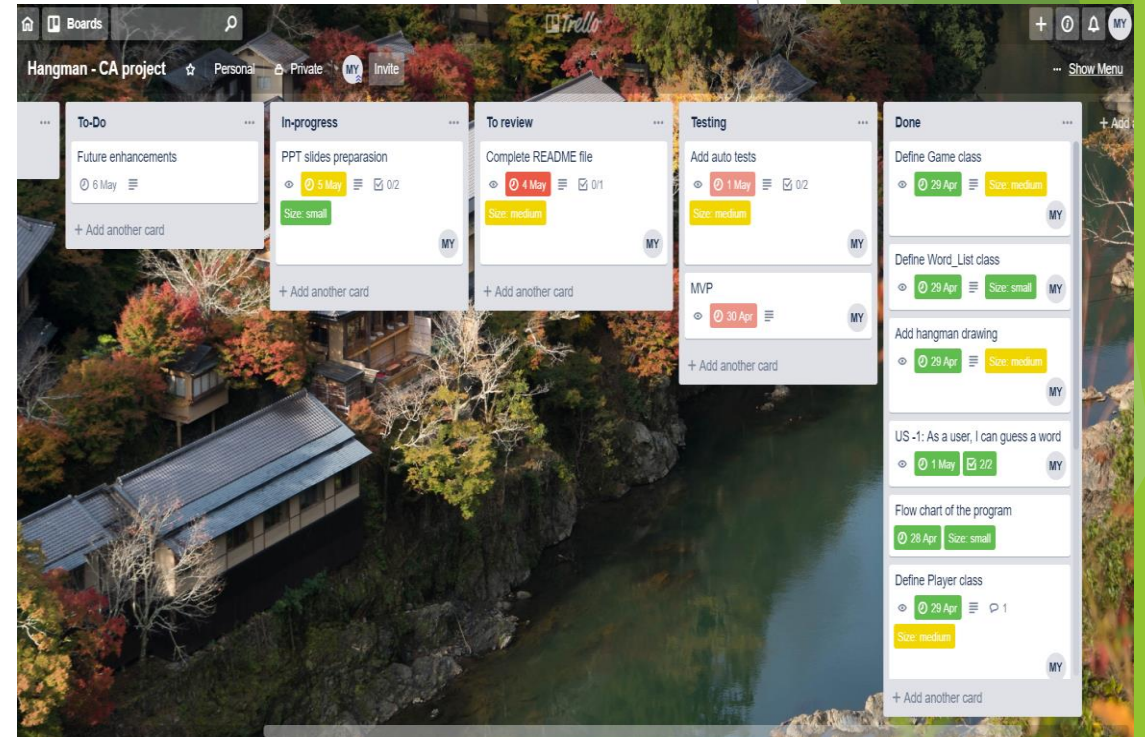 Boards
Trello
MY
Hangman - CA project Personal Private MY Invite
Show Menu
To-Do
Future enhancements
6 May
+ Add another card
In-progress
PPT slides preparasion
5 May 0/2
Size: small
MY
+ Add another card
To review
Complete README file
4 May 0/1
Size: medium
MY
+ Add another card
Testing
Add auto tests
1 May 0/2
Size: medium
MY
MVP
30 Apr
MY
+ Add another card
Done
Define Game class
29 Apr Size: medium
MY
Define Word_List class
29 Apr Size: small MY
Add hangman drawing
29 Apr Size: medium
MY
US -1: As a user, I can guess a word
1 May 2/2 MY
Flow chart of the program
28 Apr Size: small
Define Player class
29 Apr 1
Size: medium
MY
+ Add another card
+ Add